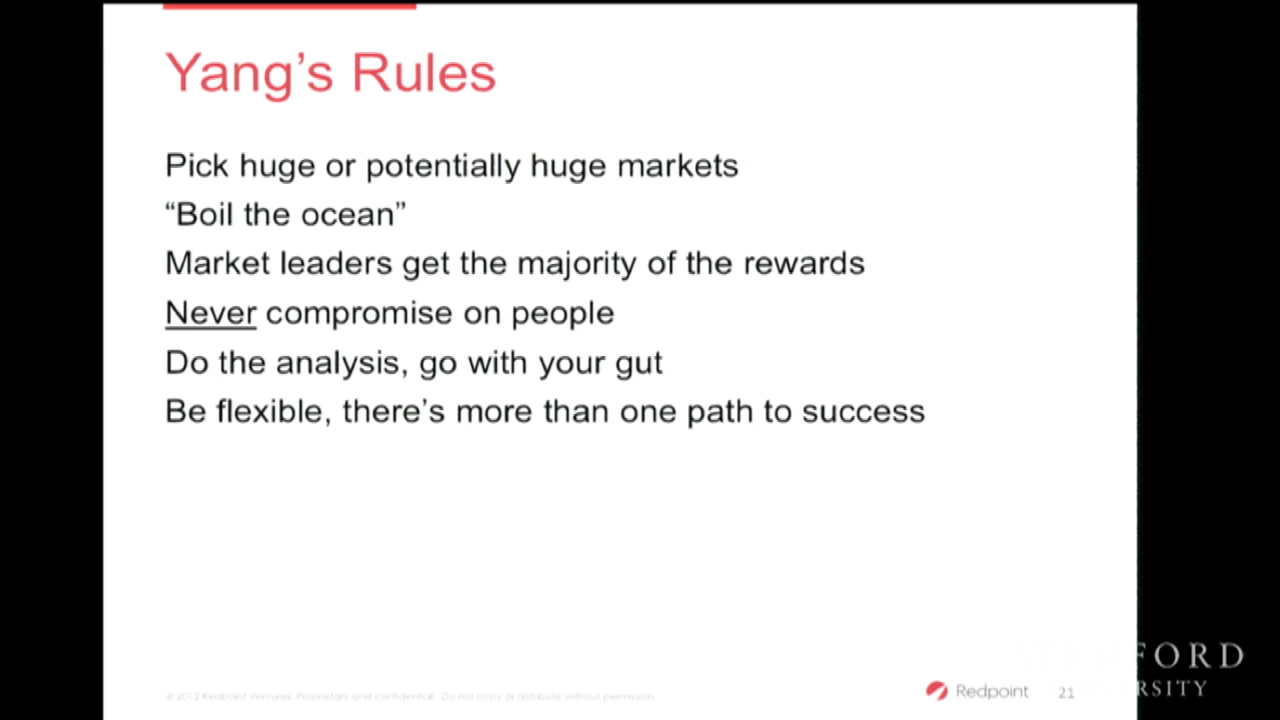 Yang’s Rules
Pick huge or potentially huge markets
“Boil the ocean”
Market leaders get the majority of the rewards
Never compromise on people
Do the analysis, go with your gut
Be flexible, there’s more than one path to success
© 2012 Redpoint Ventures. Proprietary and confidential. Do not copy or distribute without permission.
Redpoint 21
STANFORD
UNIVERSITY